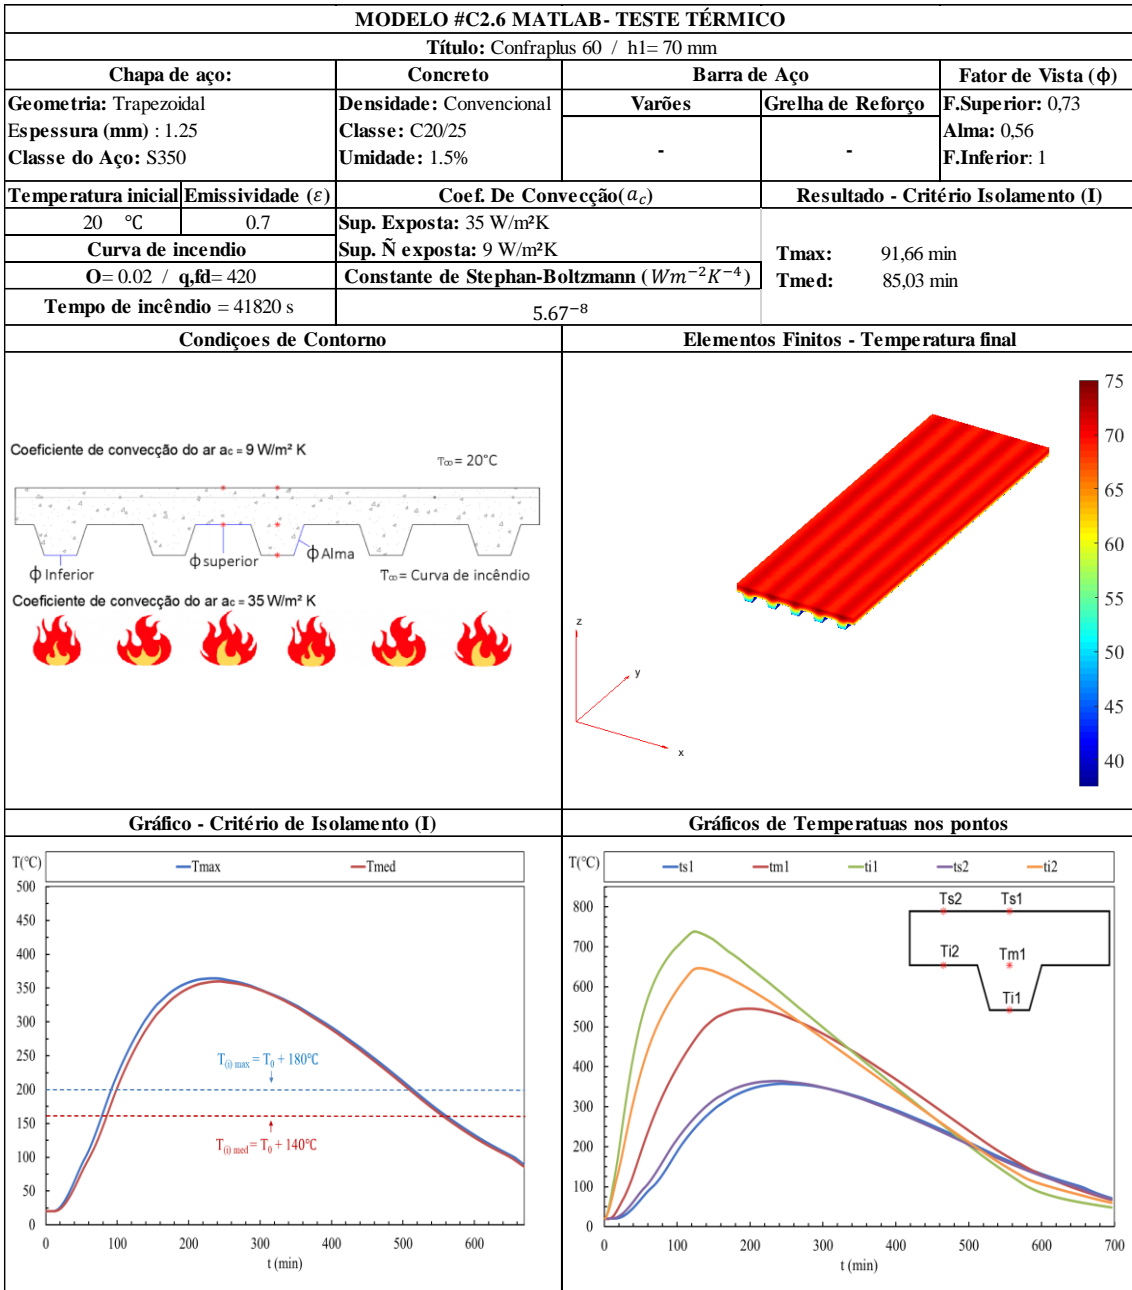 MODELO #C2.6 MATLAB- TESTE TÉRMICO
Título: Confraplus 60 / h1= 70 mm
Chapa de aço:
Concreto
Barra de Aço
Fator de Vista (ϕ)
Geometria: Trapezoidal
Espessura (mm) : 1.25
Classe do Aço: S350
Densidade: Convencional
Classe: C20/25
Umidade: 1.5%
Varões
Grelha de Reforço
-
-
F.Superior: 0,73
Alma: 0,56
F.Inferior: 1
Temperatura inicial
Emissividade (ε)
Coef. De Convecção(a_c)
Resultado - Critério Isolamento (I)
20 °C
0.7
Sup. Exposta: 35 W/m²K
Sup. Ñ exposta: 9 W/m²K
Curva de incendio
O= 0.02 / q,fd= 420
Constante de Stephan-Boltzmann (Wm⁻²K⁻⁴)
Tempo de incêndio = 41820 s
5.67⁻⁸
Tmax: 91,66 min
Tmed: 85,03 min
Condiçoes de Contorno
Elementos Finitos - Temperatura final
Coeficiente de convecção do ar ac = 9 W/m² K
T∞ = 20°C
ϕ Inferior
ϕ superior
ϕ Alma
T∞ = Curva de incêndio
Coeficiente de convecção do ar ac = 35 W/m² K
z
y
x
75
70
65
60
55
50
45
40
Gráfico - Critério de Isolamento (I)
Gráficos de Temperatuas nos pontos
T(°C)
Tmax
Tmed
500
450
400
350
300
250
200
150
100
50
0
T(i) max = T0 + 180°C
T(i) med = T0 + 140°C
0 100 200 300 400 500 600
t (min)
T(°C)
ts1
tm1
ti1
ts2
ti2
800
700
600
500
400
300
200
100
0
Ts2
Ts1
Ti2
Tm1
Ti1
0 100 200 300 400 500 600 700
t (min)